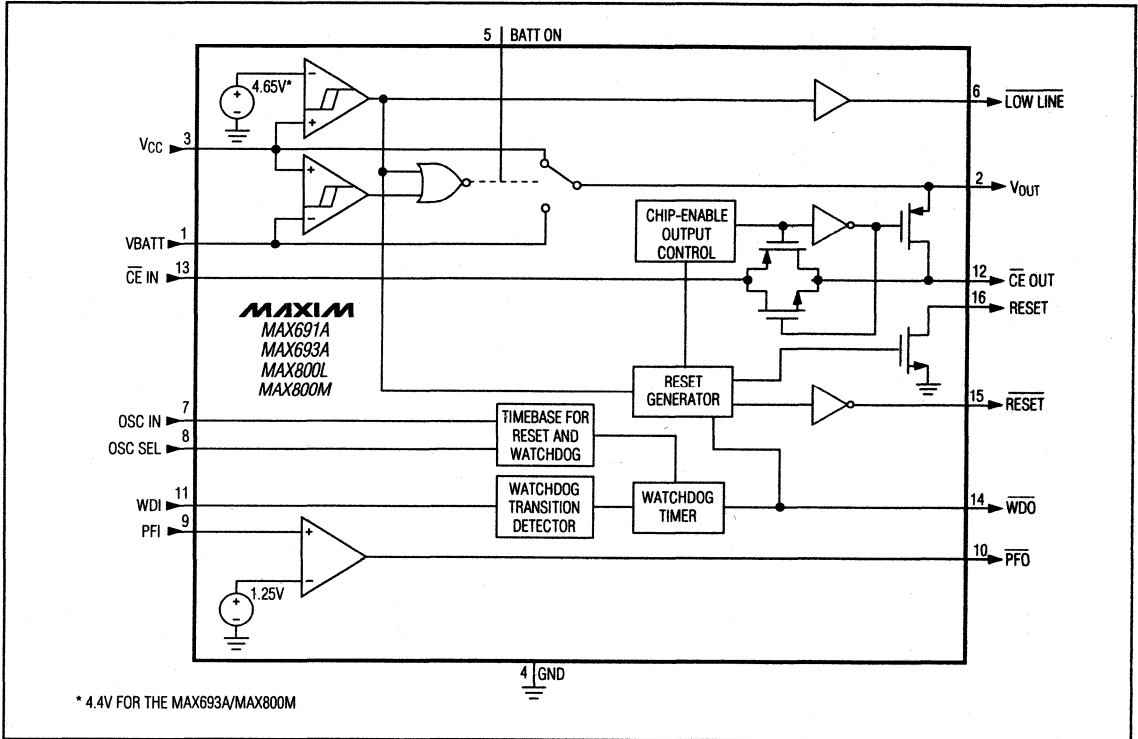 5 BATT ON
4.65V*
6 LOW LINE
VCC 3
2 VOUT
CHIP-ENABLE
OUTPUT
CONTROL
VBATT 1
CE IN 13
12 CE OUT
16 RESET
MAXIM
MAX691A
MAX693A
MAX800L
MAX800M
RESET
GENERATOR
15 RESET
OSC IN 7
OSC SEL 8
TIMEBASE FOR
RESET AND
WATCHDOG
WDI 11
WATCHDOG
TRANSITION
DETECTOR
WATCHDOG
TIMER
14 WDO
PFI 9
10 PFO
1.25V
4 GND
* 4.4V FOR THE MAX693A/MAX800M